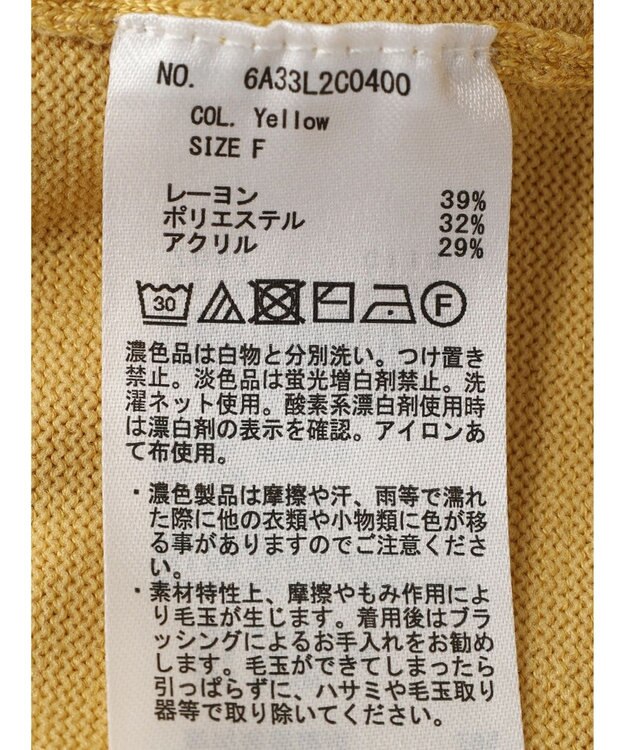 NO. 6A33L2C0400
COL. Yellow
SIZE F
レーヨン 39%
ポリエステル 32%
アクリル 29%
30 F
濃色品は白物と分別洗い。つけ置き
禁止。淡色品は蛍光増白剤禁止。洗
濯ネット使用。酸素系漂白剤使用時
は漂白剤の表示を確認。アイロンあ
て布使用。
・濃色製品は摩擦や汗、雨等で濡れ
た際に他の衣類や小物類に色が移
る事がありますのでご注意くださ
い。
・素材特性上、摩擦やもみ作用によ
り毛玉が生じます。着用後はブラ
ッシングによるお手入れをお勧め
します。毛玉ができてしまったら
引っぱらずに、ハサミや毛玉取り
器等で取り除いてください。